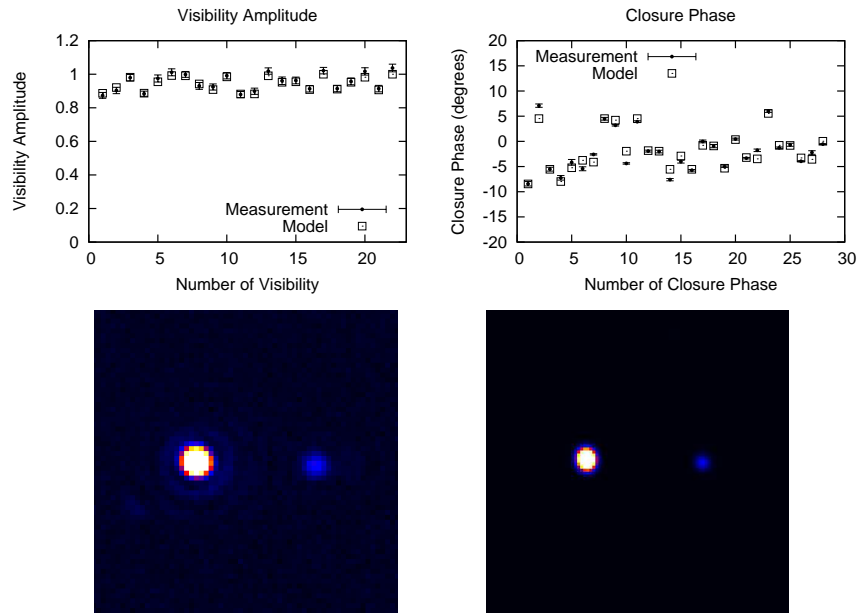 Visibility Amplitude
Visibility Amplitude
1.2
1
0.8
0.6
0.4
0.2
0
Measurement
Model
0 5 10 15 20
Number of Visibility
Closure Phase
Closure Phase (degrees)
20
15
10
5
0
-5
-10
-15
-20
Measurement
Model
0 5 10 15 20 25 30
Number of Closure Phase